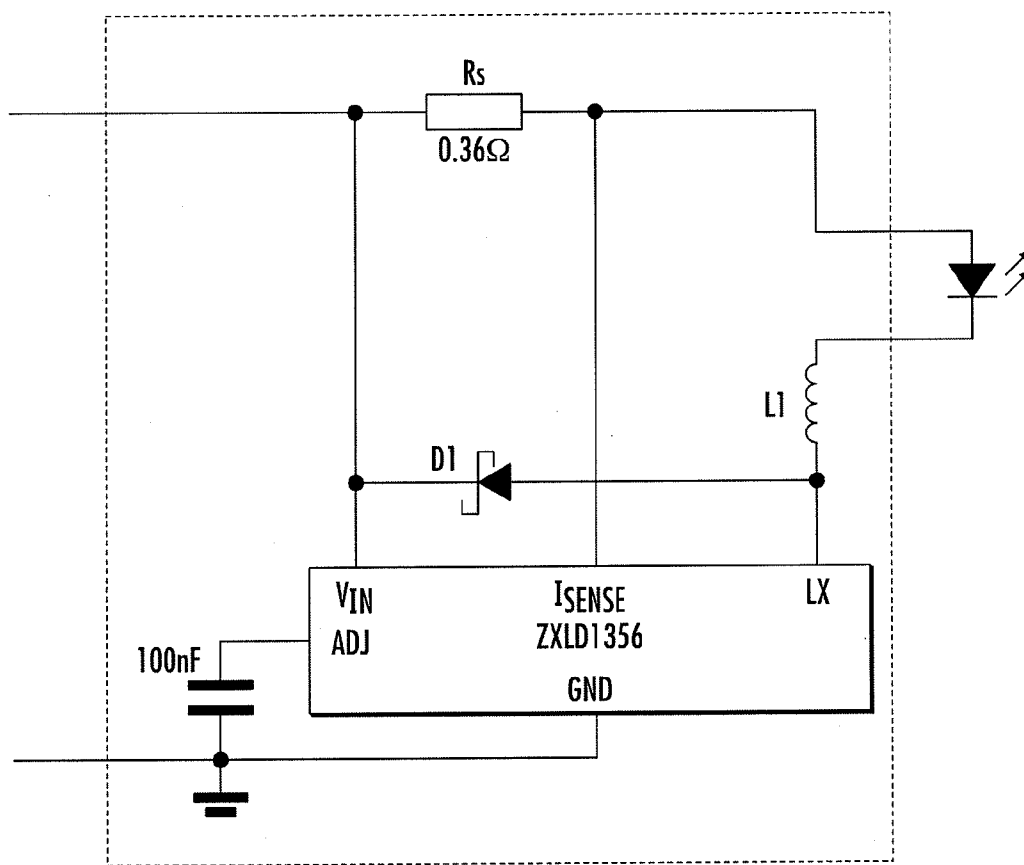 Rs
0.36Ω
L1
D1
VIN
ISENSE
LX
ADJ
ZXLD1356
100nF
GND